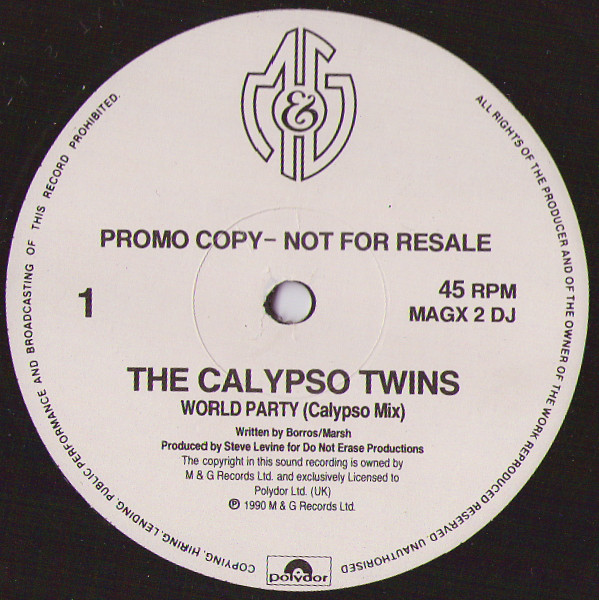 M&G
PROMO COPY– NOT FOR RESALE
1
45 RPM
MAGX 2 DJ
THE CALYPSO TWINS
WORLD PARTY (Calypso Mix)
Written by Borros/Marsh
Produced by Steve Levine for Do Not Erase Productions
The copyright in this sound recording is owned by
M & G Records Ltd. and exclusively Licensed to
Polydor Ltd. (UK)
℗ 1990 M & G Records Ltd.
polydor
ALL RIGHTS OF THE PRODUCER AND OF THE OWNER OF THE WORK REPRODUCED RESERVED. UNAUTHORISED COPYING, HIRING, LENDING, PUBLIC PERFORMANCE AND BROADCASTING OF THIS RECORD PROHIBITED.